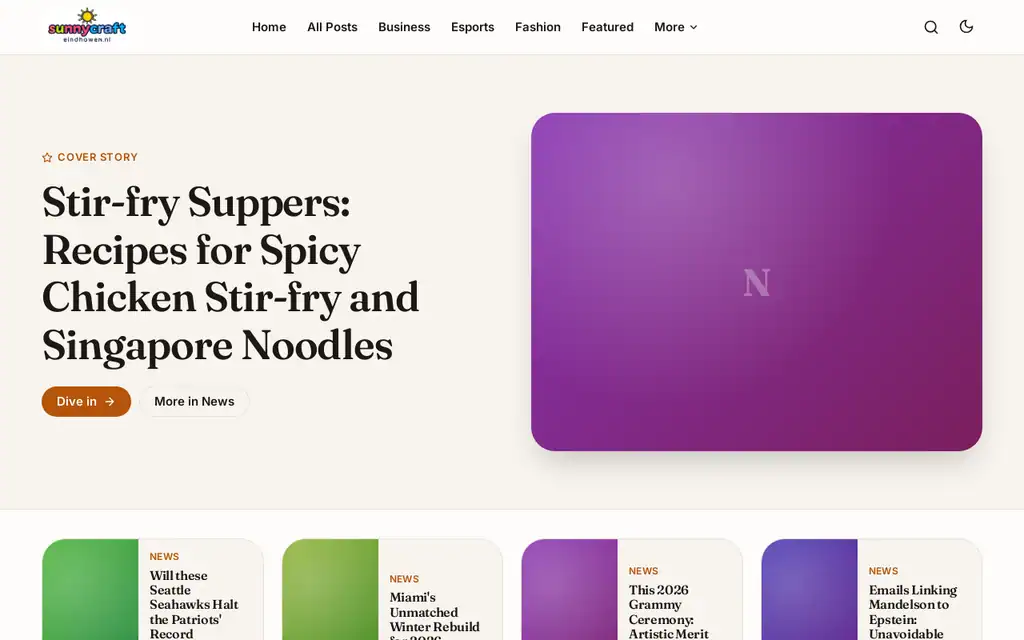 sunnycraft
eindhowen.nl
Home
All Posts
Business
Esports
Fashion
Featured
More
COVER STORY
Stir-fry Suppers:
Recipes for Spicy
Chicken Stir-fry and
Singapore Noodles
Dive in
More in News
N
NEWS
Will these
Seattle
Seahawks Halt
the Patriots'
Record
NEWS
Miami's
Unmatched
Winter Rebuild
for 2026
NEWS
This 2026
Grammy
Ceremony:
Artistic Merit
NEWS
Emails Linking
Mandelson to
Epstein:
Unavoidable